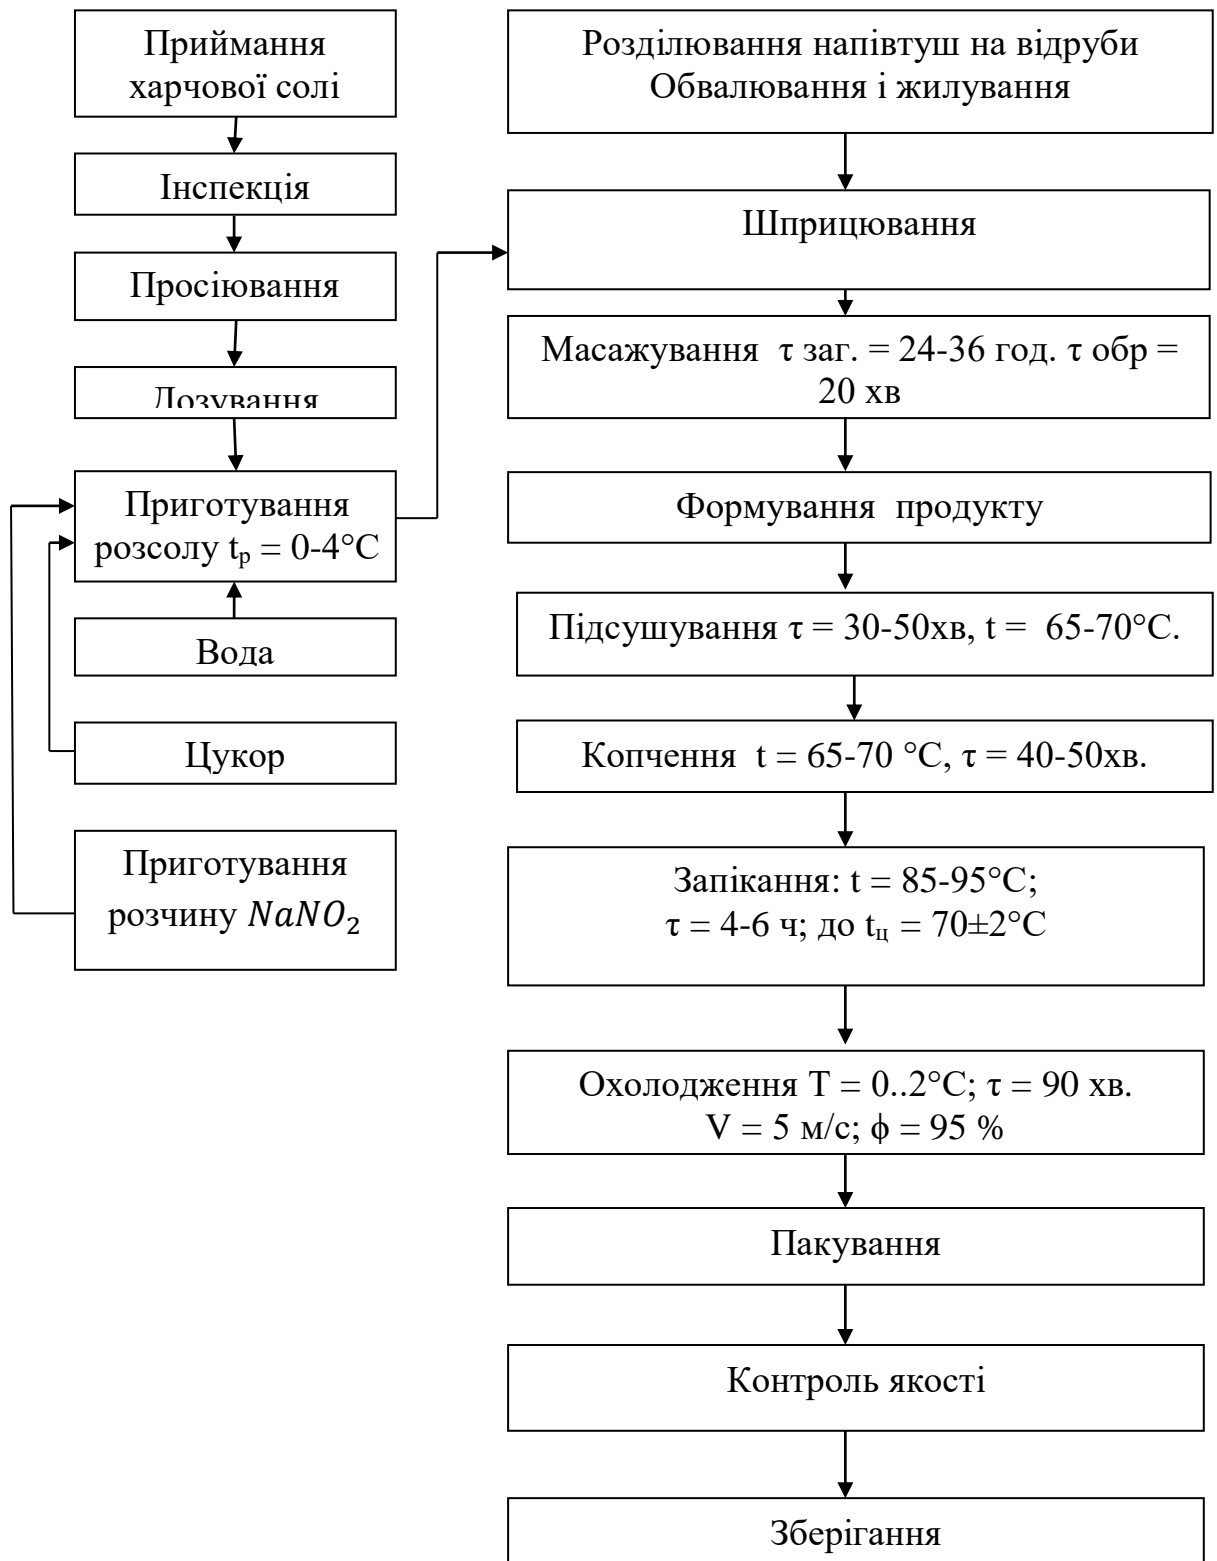 Приймання
харчової солі
Інспекція
Просіювання
Дозування
Приготування
розсолу tр = 0-4°С
Вода
Цукор
Приготування
розчину NaNO₂
Розділювання напівтуш на відруби
Обвалювання і жилування
Шприцювання
Масажування τ заг. = 24-36 год. τ обр =
20 хв
Формування продукту
Підсушування τ = 30-50хв, t = 65-70°С.
Копчення t = 65-70 °С, τ = 40-50хв.
Запікання: t = 85-95°С;
τ = 4-6 ч; до tц = 70±2°С
Охолодження Т = 0..2°С; τ = 90 хв.
V = 5 м/с; ϕ = 95 %
Пакування
Контроль якості
Зберігання